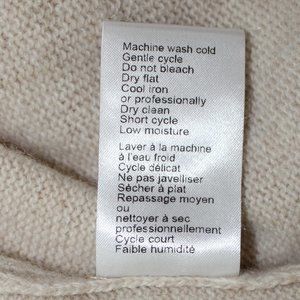 Machine wash cold
Gentle cycle
Do not bleach
Dry flat
Cool iron
or professionally
Dry clean
Short cycle
Low moisture
Laver à la machine
à l'eau froid
Cycle délicat
Ne pas javelliser
Sécher à plat
Repassage moyen
ou
nettoyer à sec
professionnellement
Cycle court
Faible humidité